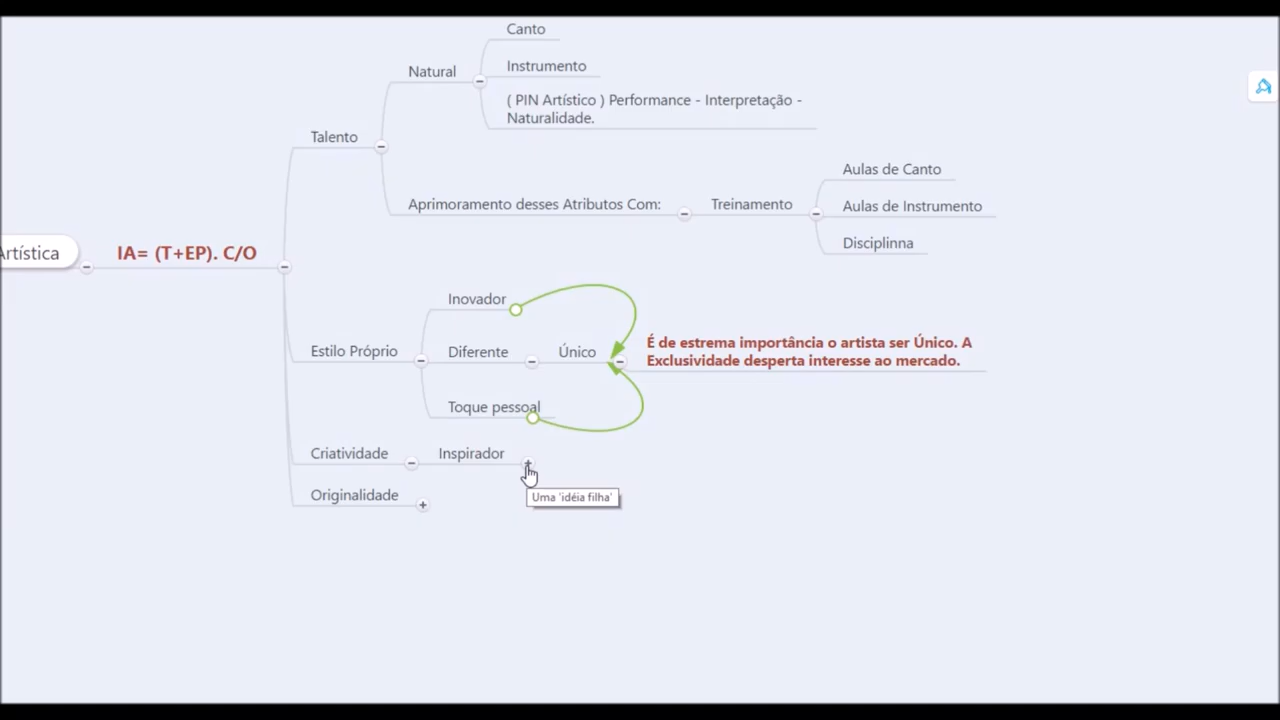 Canto
Natural
Instrumento
( PIN Artístico ) Performance - Interpretação -
Naturalidade.
Talento
Aulas de Canto
Aprimoramento desses Atributos Com:
Treinamento
Aulas de Instrumento
Disciplinna
Artística
IA= (T+EP). C/O
Inovador
Estilo Próprio
Diferente
Único
É de estrema importância o artista ser Único. A
Exclusividade desperta interesse ao mercado.
Toque pessoal
Criatividade
Inspirador
Uma 'idéia filha'
Originalidade